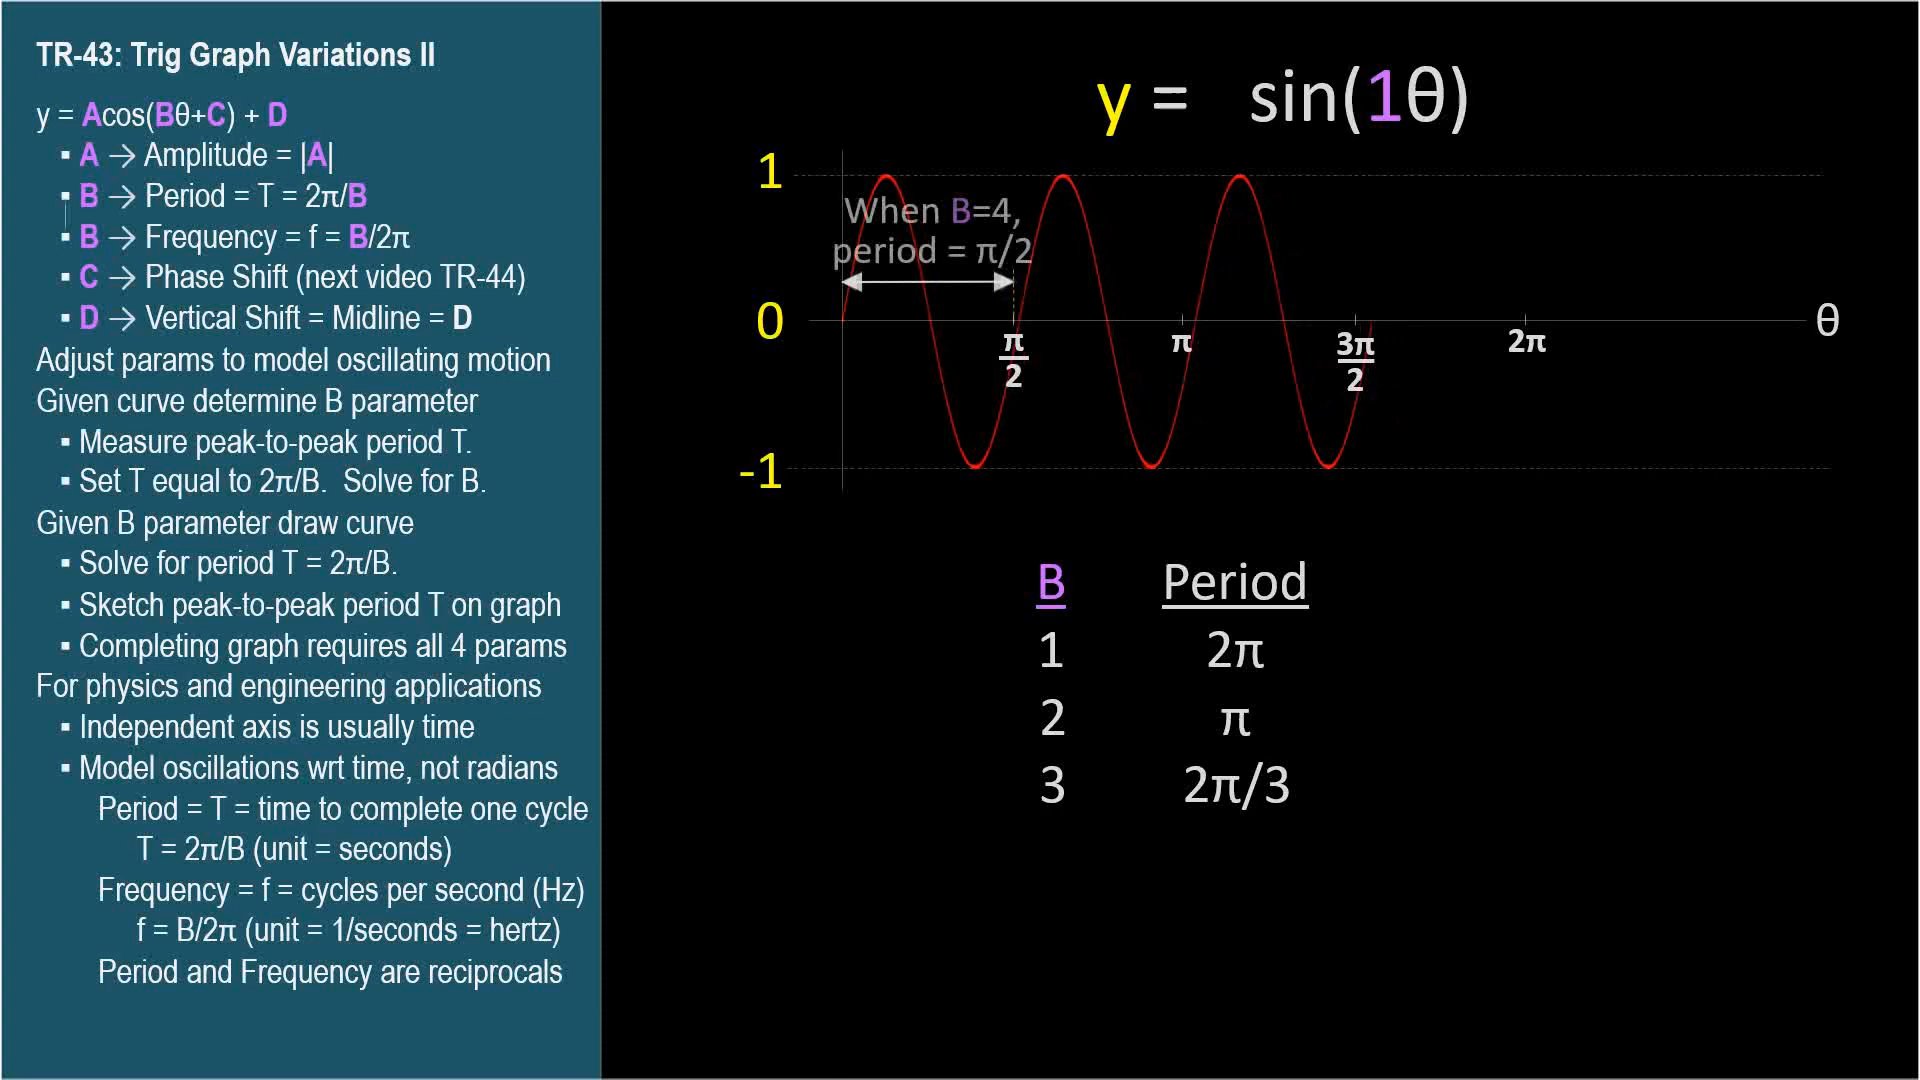 TR-43: Trig Graph Variations II
y = Acos(Bθ+C) + D
▪ A → Amplitude = |A|
▪ B → Period = T = 2π/B
▪ B → Frequency = f = B/2π
▪ C → Phase Shift (next video TR-44)
▪ D → Vertical Shift = Midline = D
Adjust params to model oscillating motion
Given curve determine B parameter
▪ Measure peak-to-peak period T.
▪ Set T equal to 2π/B. Solve for B.
Given B parameter draw curve
▪ Solve for period T = 2π/B.
▪ Sketch peak-to-peak period T on graph
▪ Completing graph requires all 4 params
For physics and engineering applications
▪ Independent axis is usually time
▪ Model oscillations wrt time, not radians
Period = T = time to complete one cycle
T = 2π/B (unit = seconds)
Frequency = f = cycles per second (Hz)
f = B/2π (unit = 1/seconds = hertz)
Period and Frequency are reciprocals
y = sin(1θ)
1
When B=4,
period = π/2
0
θ
π/2 π 3π/2 2π
-1
B Period
1 2π
2 π
3 2π/3